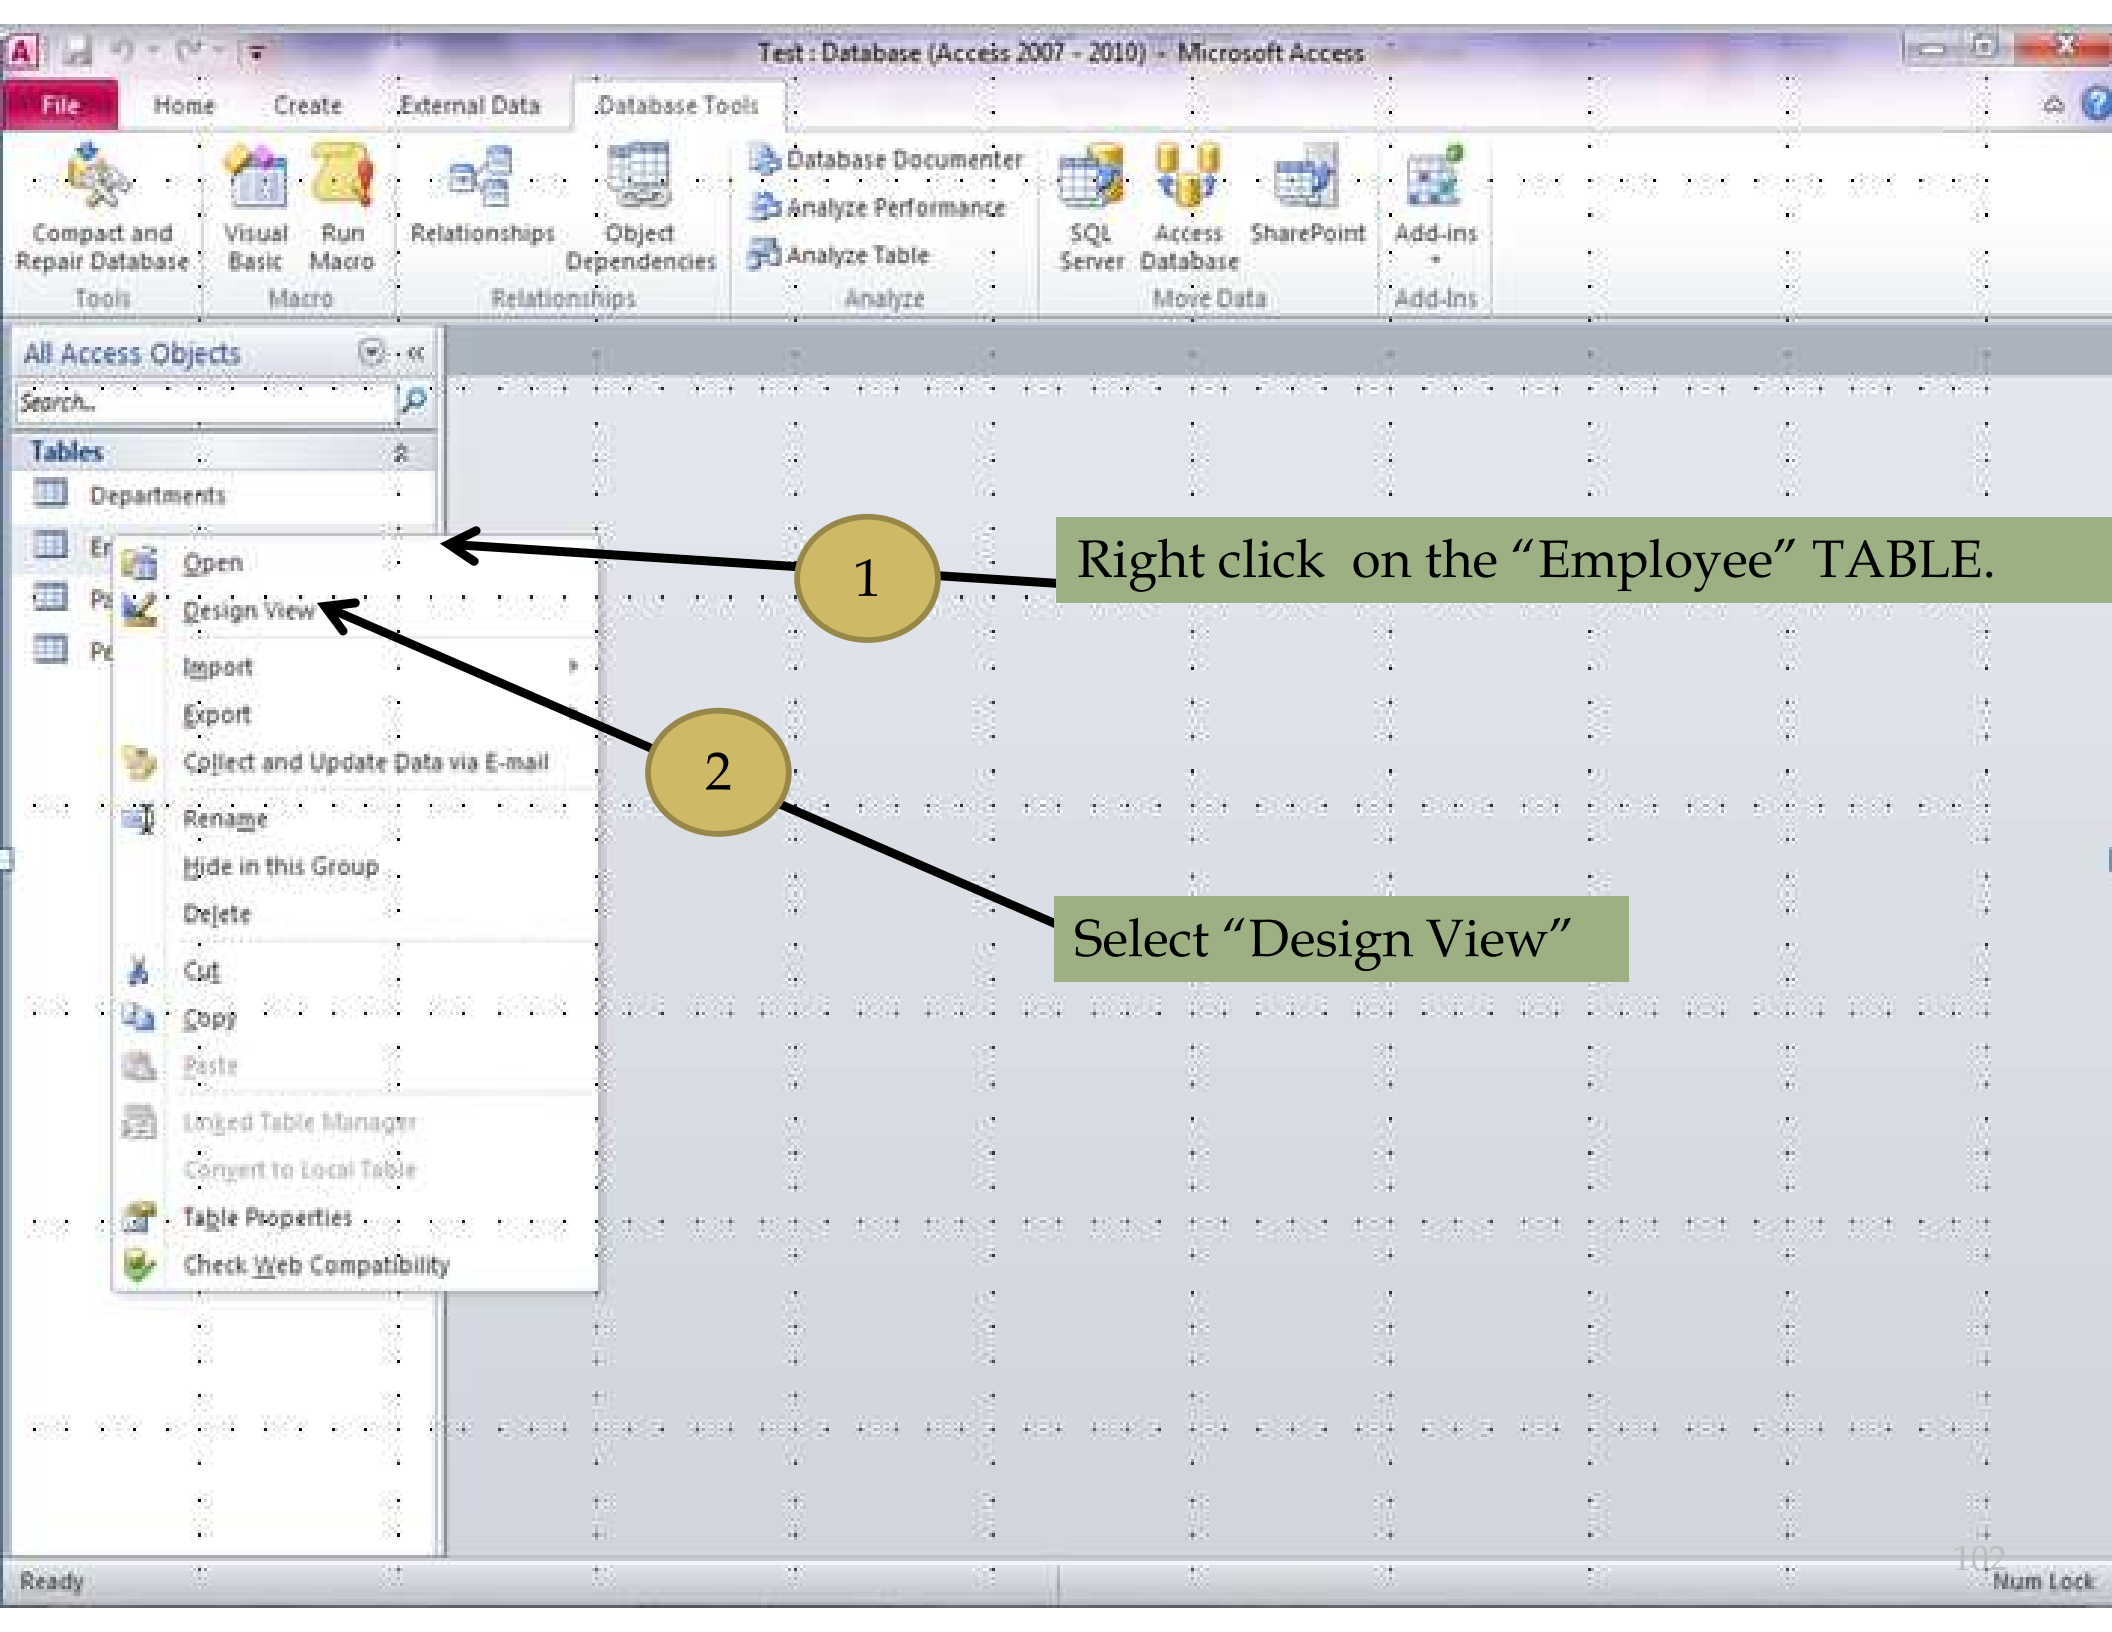 Test : Database (Access 2007 - 2010) - Microsoft Access
File Home Create External Data Database Tools
Compact and Repair Database
Visual Basic
Run Macro
Relationships
Object Dependencies
Database Documenter
Analyze Performance
Analyze Table
SQL Server
Access Database
SharePoint
Add-ins
Tools Macro Relationships Analyze Move Data Add-Ins
All Access Objects
Search..
Tables
Departments
Open
Design View
Import
Export
Collect and Update Data via E-mail
Rename
Hide in this Group
Delete
Cut
Copy
Paste
Linked Table Manager
Convert to Local Table
Table Properties
Check Web Compatibility
1
Right click on the “Employee” TABLE.
2
Select “Design View”
102
Ready
Num Lock